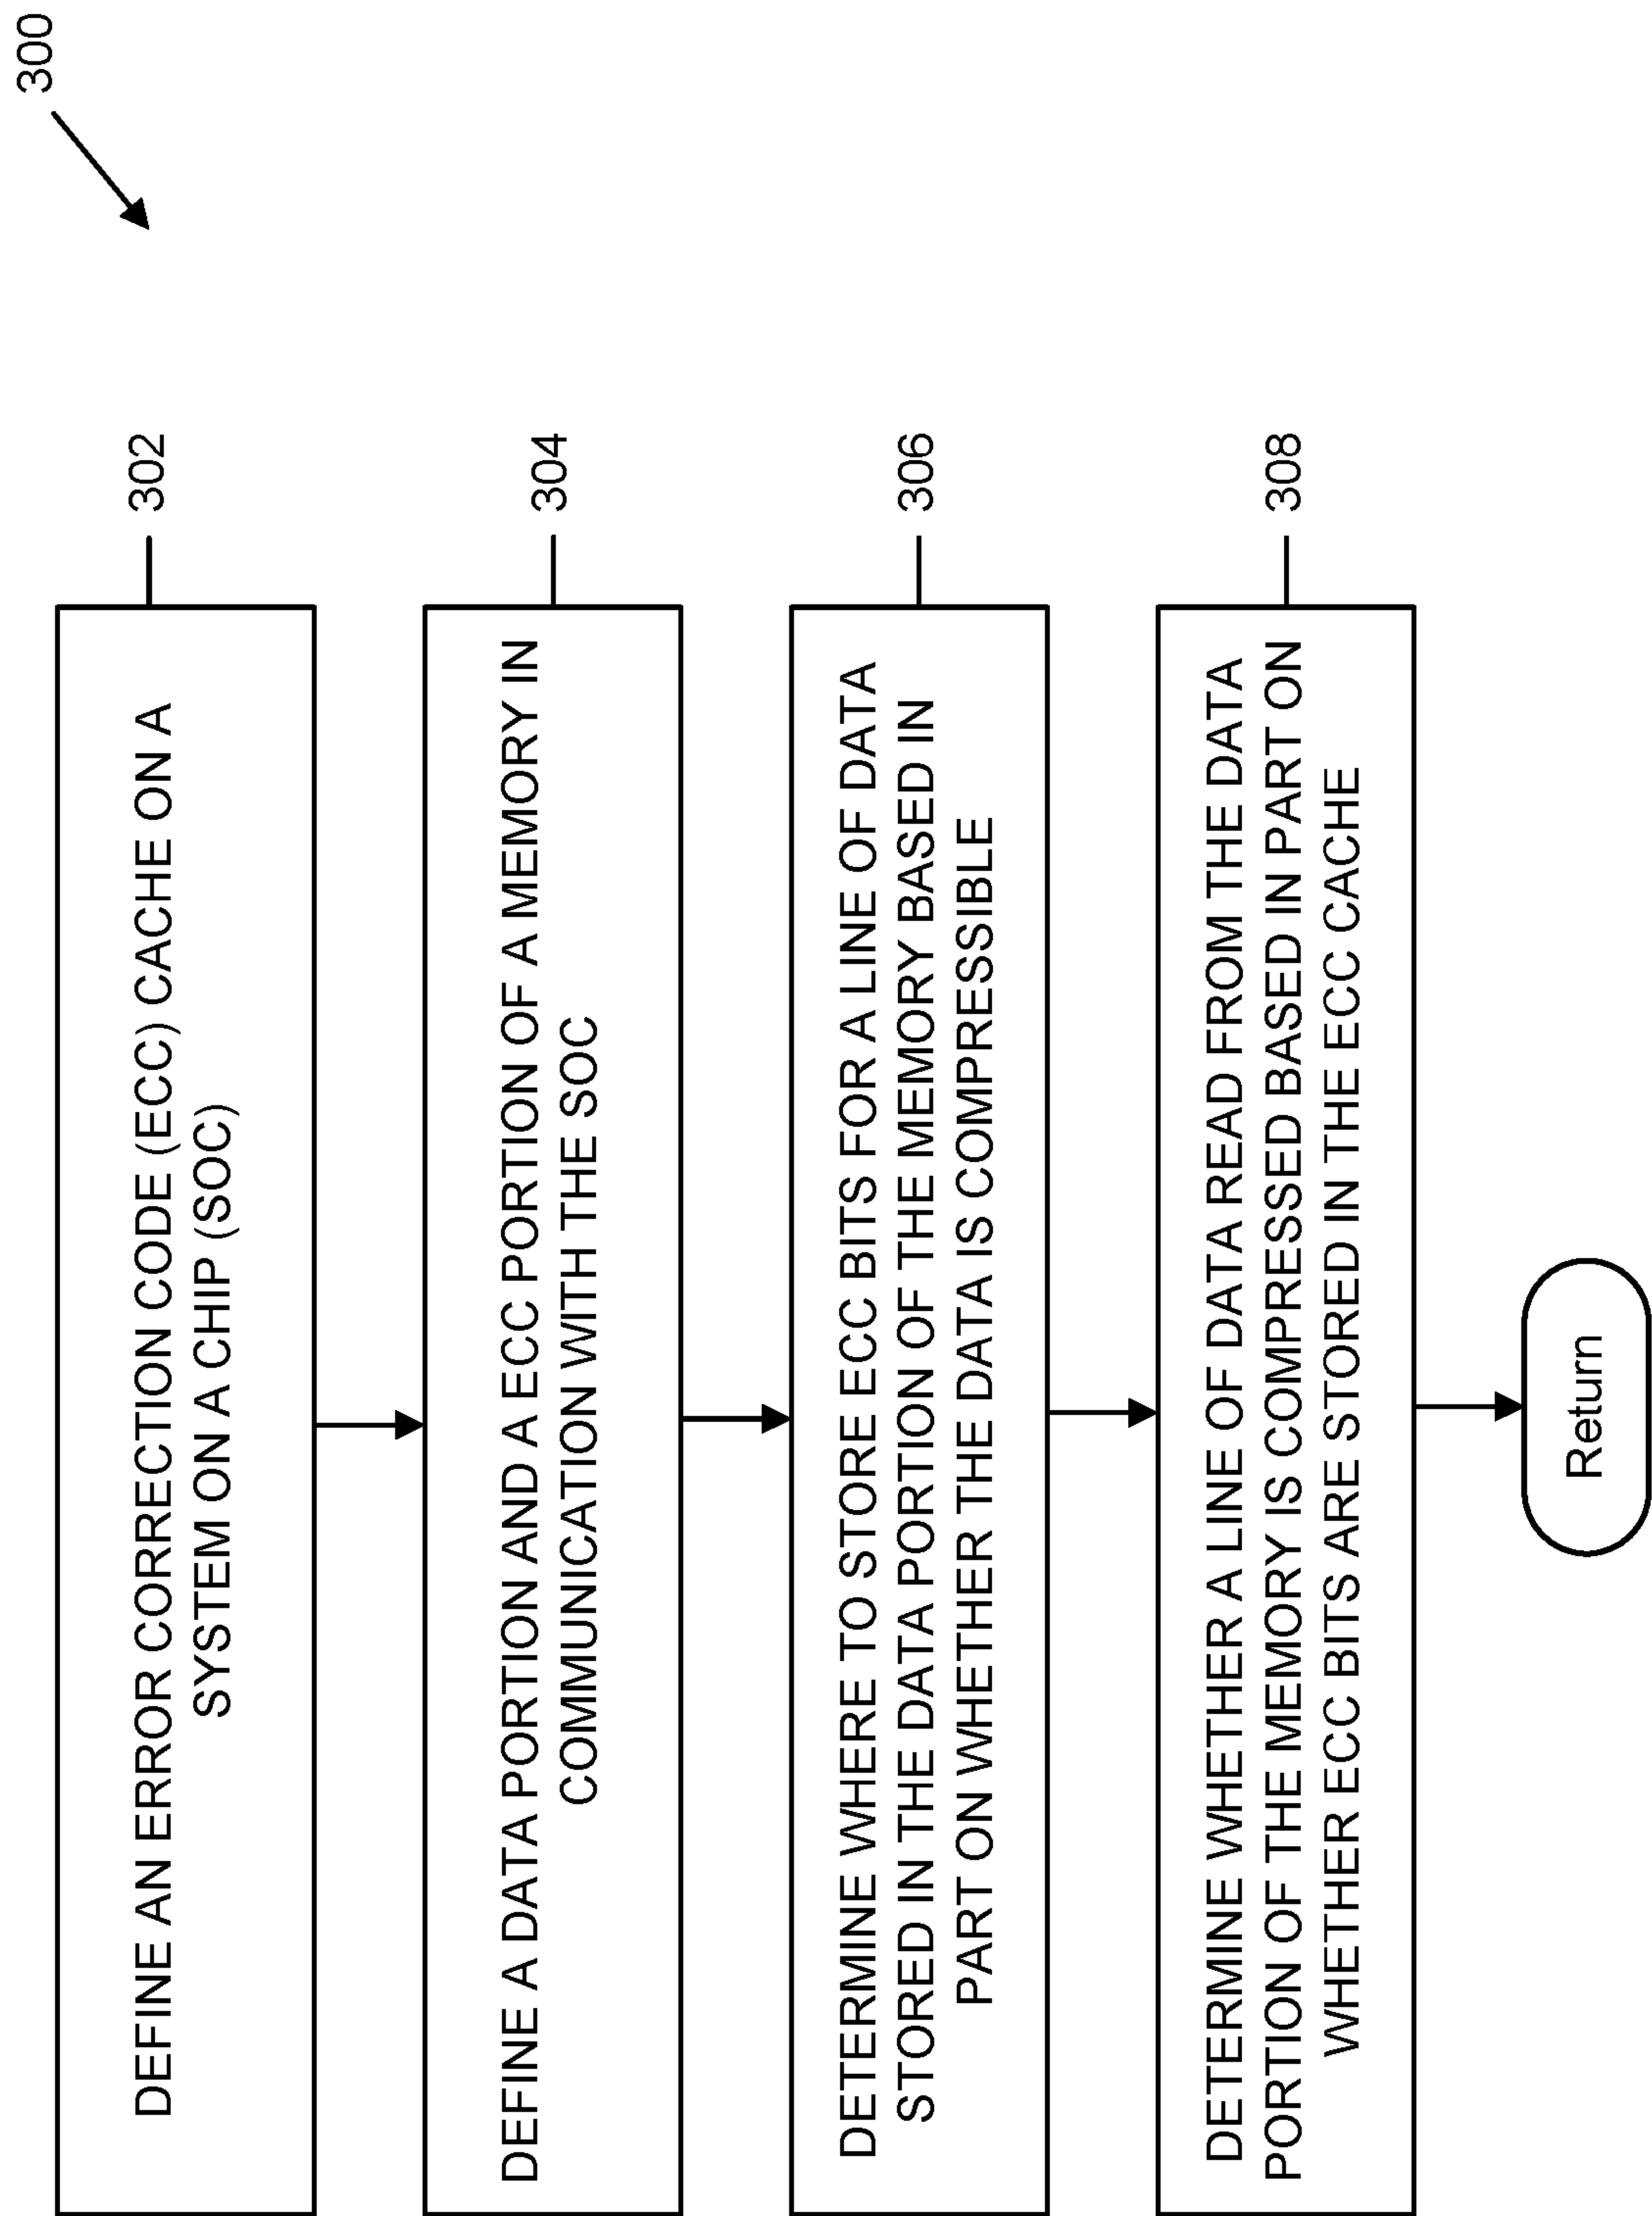 300
DEFINE AN ERROR CORRECTION CODE (ECC) CACHE ON A
SYSTEM ON A CHIP (SOC)
302
DEFINE A DATA PORTION AND A ECC PORTION OF A MEMORY IN
COMMUNICATION WITH THE SOC
304
DETERMINE WHERE TO STORE ECC BITS FOR A LINE OF DATA
STORED IN THE DATA PORTION OF THE MEMORY BASED IN
PART ON WHETHER THE DATA IS COMPRESSIBLE
306
DETERMINE WHETHER A LINE OF DATA READ FROM THE DATA
PORTION OF THE MEMORY IS COMPRESSED BASED IN PART ON
WHETHER ECC BITS ARE STORED IN THE ECC CACHE
308
Return